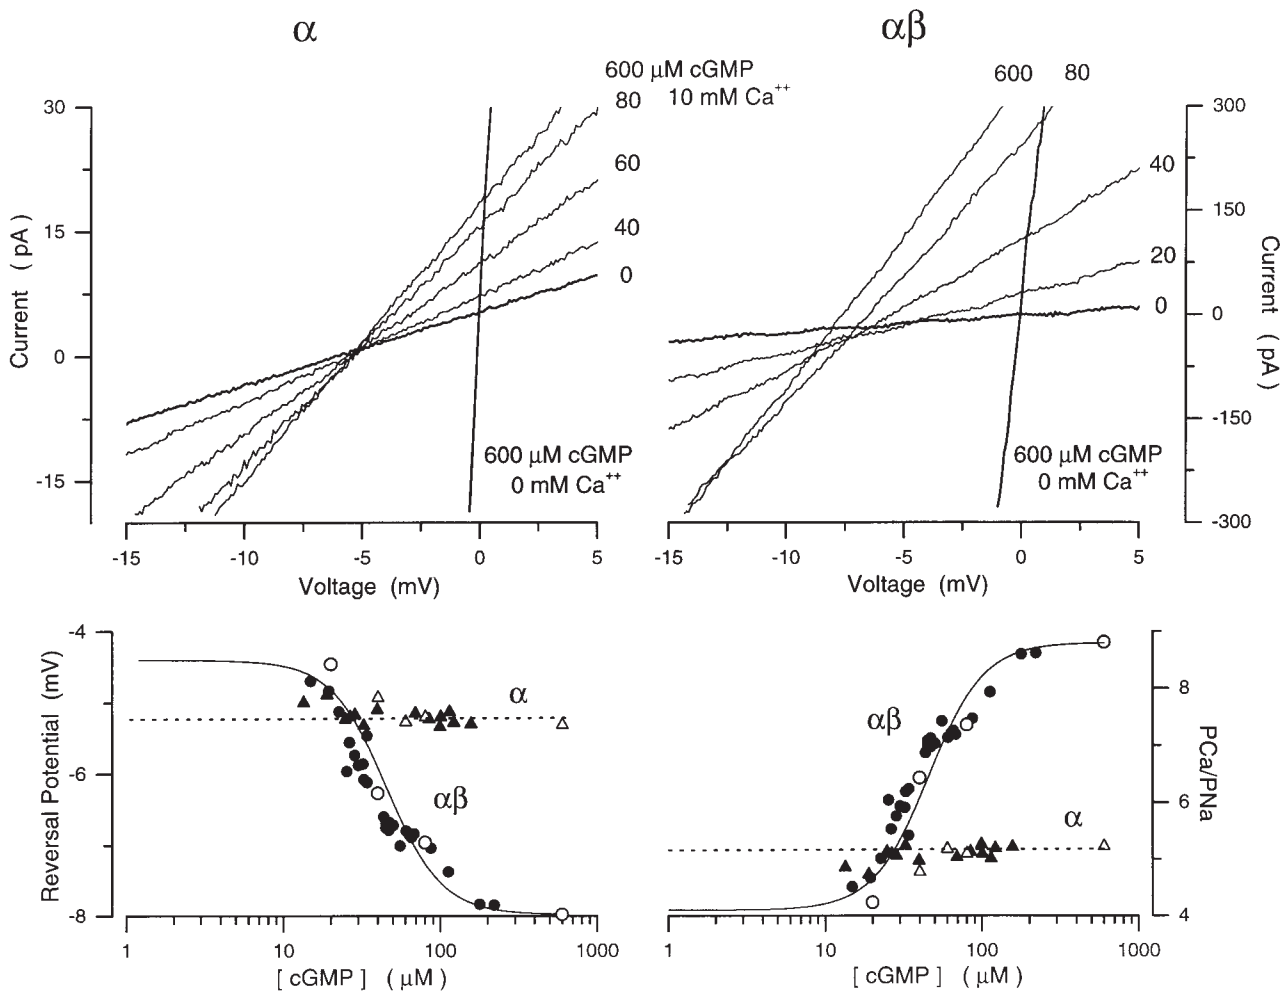 α
αβ
600 μM cGMP
10 mM Ca++
600 80
30
15
0
-15
Current ( pA )
80
60
40
0
600 μM cGMP
0 mM Ca++
-15 -10 -5 0 5
Voltage (mV)
300
150
0
-150
-300
Current ( pA )
40
20
0
600 μM cGMP
0 mM Ca++
-15 -10 -5 0 5
Voltage (mV)
-4
-6
-8
Reversal Potential (mV)
α
αβ
1 10 100 1000
[ cGMP ] ( μM )
8
6
4
PCa/PNa
αβ
α
1 10 100 1000
[ cGMP ] ( μM )